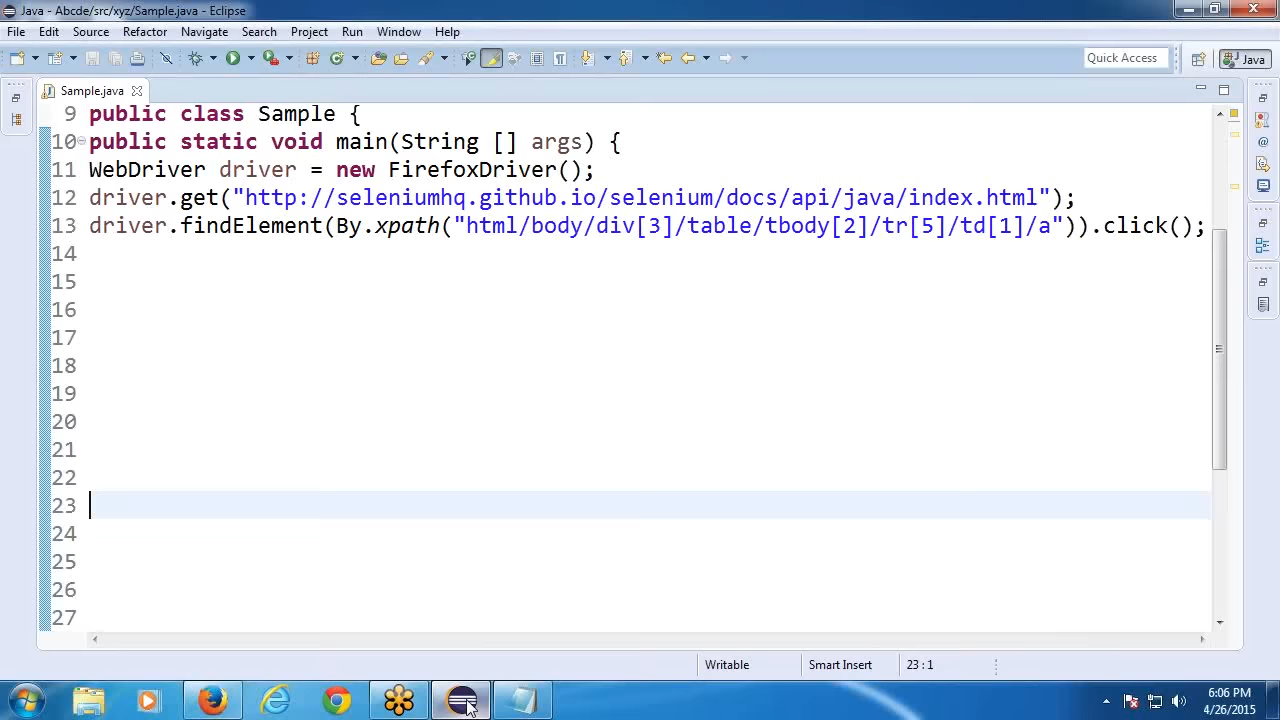 Java - Abcde/src/xyz/Sample.java - Eclipse
File Edit Source Refactor Navigate Search Project Run Window Help
Quick Access Java
Sample.java
9 public class Sample {
10 public static void main(String [] args) {
11 WebDriver driver = new FirefoxDriver();
12 driver.get("http://seleniumhq.github.io/selenium/docs/api/java/index.html");
13 driver.findElement(By.xpath("html/body/div[3]/table/tbody[2]/tr[5]/td[1]/a")).click();
14
15
16
17
18
19
20
21
22
23
24
25
26
27
Writable Smart Insert 23 : 1
6:06 PM
4/26/2015